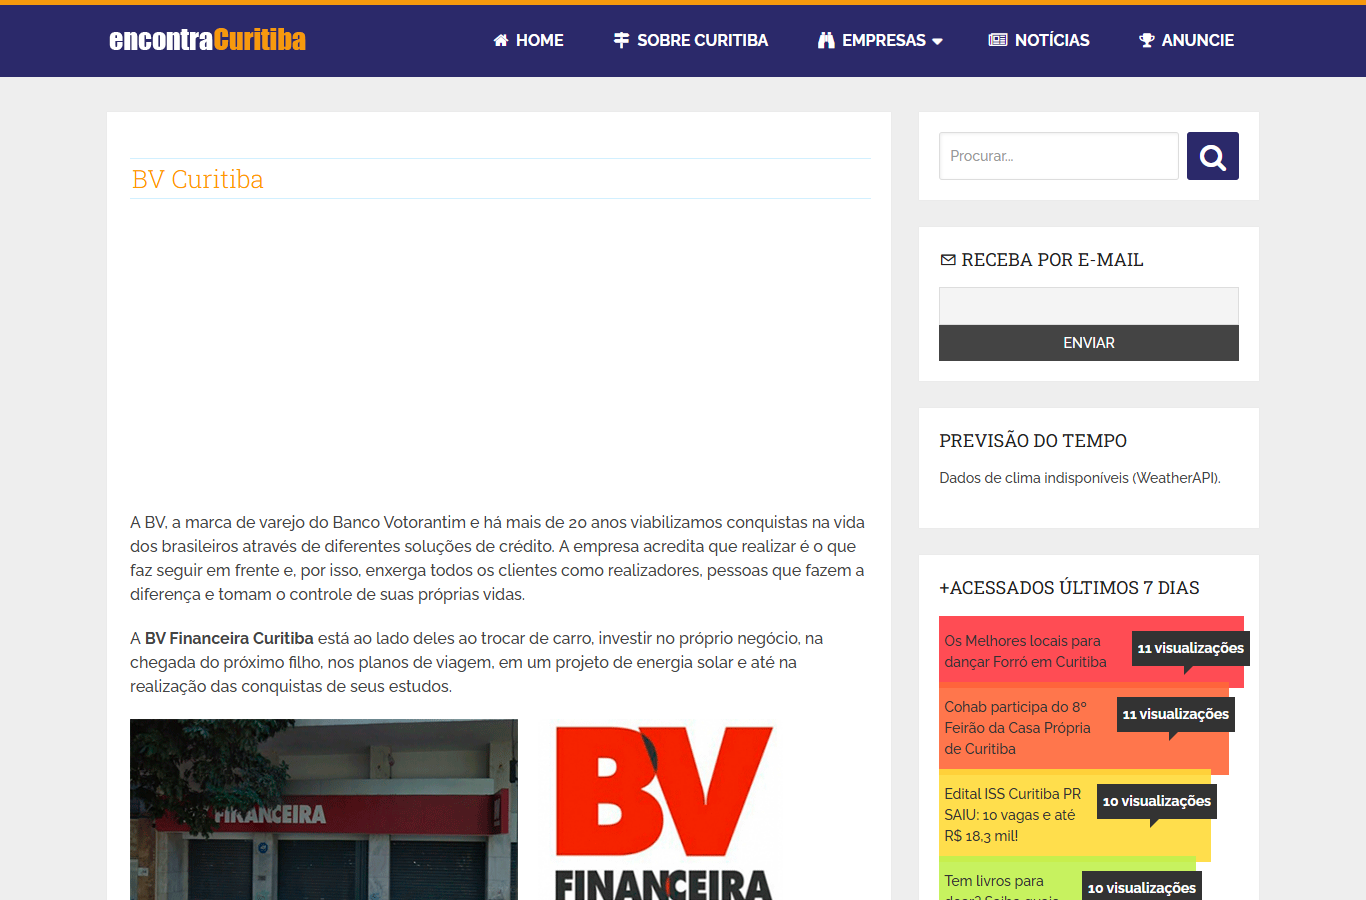 encontraCuritiba
HOME
SOBRE CURITIBA
EMPRESAS
NOTÍCIAS
ANUNCIE
BV Curitiba
A BV, a marca de varejo do Banco Votorantim e há mais de 20 anos viabilizamos conquistas na vida
dos brasileiros através de diferentes soluções de crédito. A empresa acredita que realizar é o que
faz seguir em frente e, por isso, enxerga todos os clientes como realizadores, pessoas que fazem a
diferença e tomam o controle de suas próprias vidas.
A BV Financeira Curitiba está ao lado deles ao trocar de carro, investir no próprio negócio, na
chegada do próximo filho, nos planos de viagem, em um projeto de energia solar e até na
realização das conquistas de seus estudos.
FINANCEIRA
BV
FINANCEIRA
Procurar...
RECEBA POR E-MAIL
ENVIAR
PREVISÃO DO TEMPO
Dados de clima indisponíveis (WeatherAPI).
+ACESSADOS ÚLTIMOS 7 DIAS
Os Melhores locais para
dançar Forró em Curitiba
11 visualizações
Cohab participa do 8º
Feirão da Casa Própria
de Curitiba
11 visualizações
Edital ISS Curitiba PR
SAIU: 10 vagas e até
R$ 18,3 mil!
10 visualizações
Tem livros para
10 visualizações